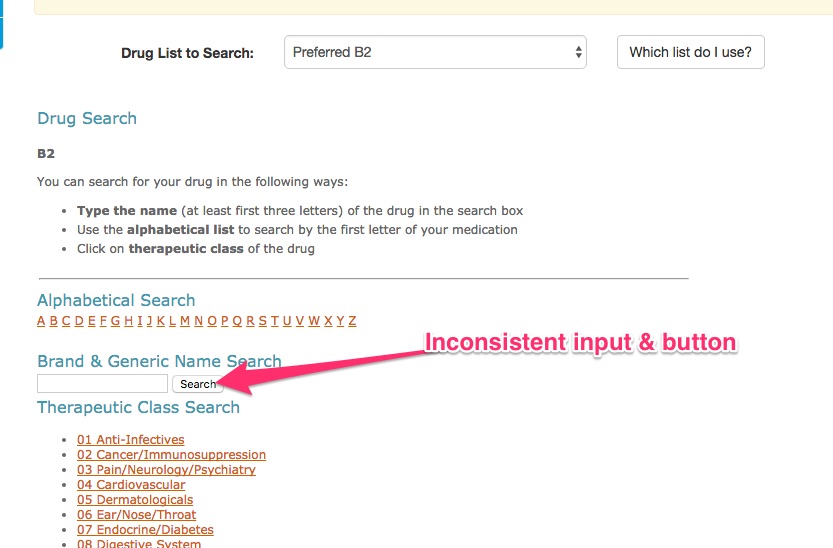 Drug List to Search: Preferred B2 Which list do I use?
Drug Search
B2
You can search for your drug in the following ways:
• Type the name (at least first three letters) of the drug in the search box
• Use the alphabetical list to search by the first letter of your medication
• Click on therapeutic class of the drug
Alphabetical Search
A B C D E F G H I J K L M N O P Q R S T U V W X Y Z
Inconsistent input & button
Brand & Generic Name Search
Search
Therapeutic Class Search
• 01 Anti-Infectives
• 02 Cancer/Immunosuppression
• 03 Pain/Neurology/Psychiatry
• 04 Cardiovascular
• 05 Dermatologicals
• 06 Ear/Nose/Throat
• 07 Endocrine/Diabetes
• 08 Digestive System